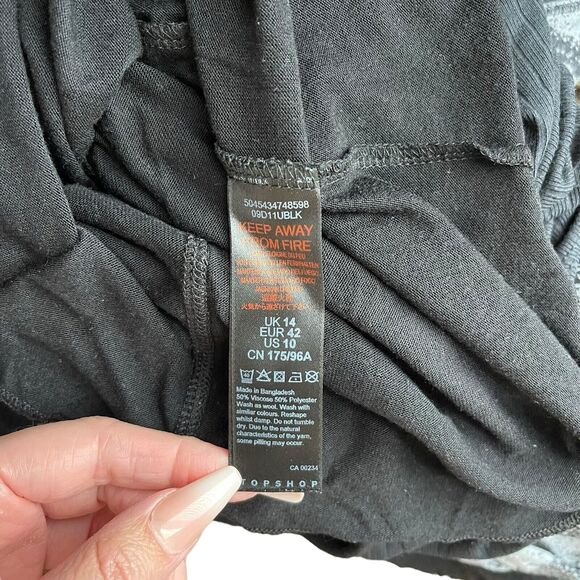 5045434748598
09D11UBLK
KEEP AWAY
FROM FIRE
UK 14
EUR 42
US 10
CN 175/96A
Made in Bangladesh
50% Viscose 50% Polyester
Wash as wool. Wash with
similar colours. Reshape
whilst damp. Do not tumble
dry. Due to the natural
characteristics of the yarn,
some pilling may occur.
CA 00234
TOPSHOP